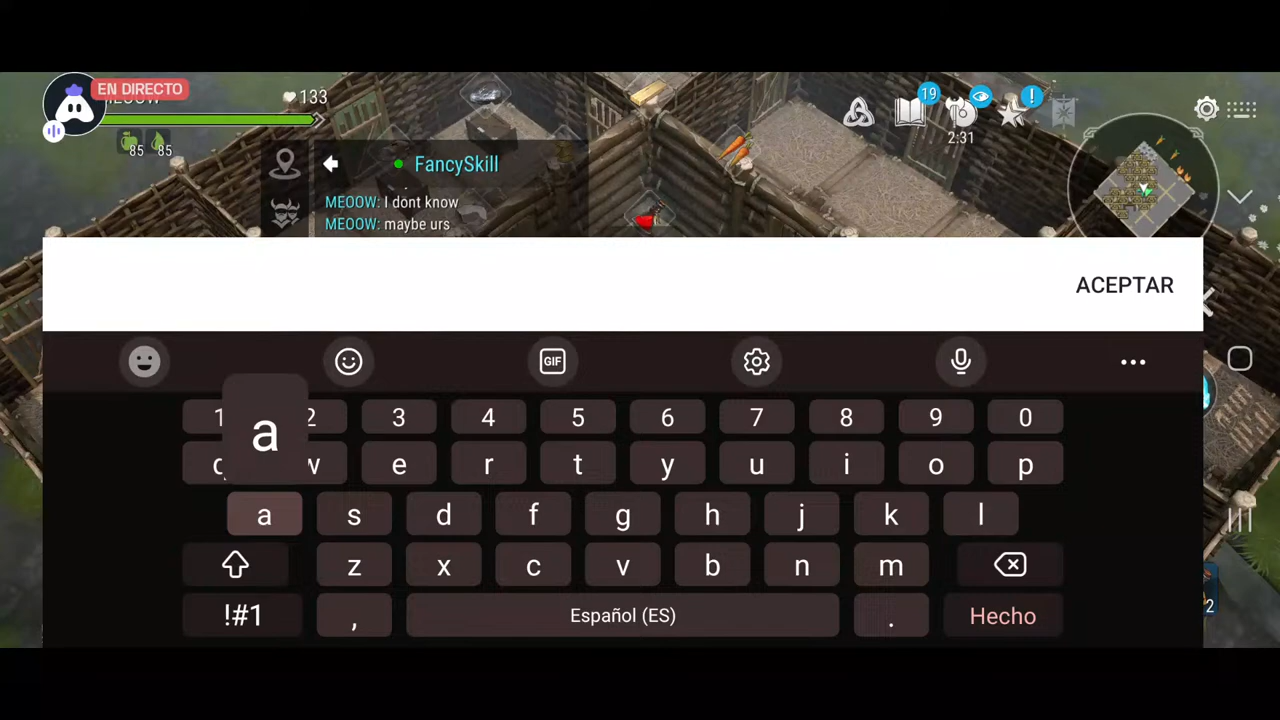 EN DIRECTO
133
85
85
19
!
2:31
FancySkill
MEOOW: I dont know
MEOOW: maybe urs
ACEPTAR
GIF
a
1 2 3 4 5 6 7 8 9 0
q w e r t y u i o p
a s d f g h j k l
z x c v b n m
!#1 , Español (ES) . Hecho
2